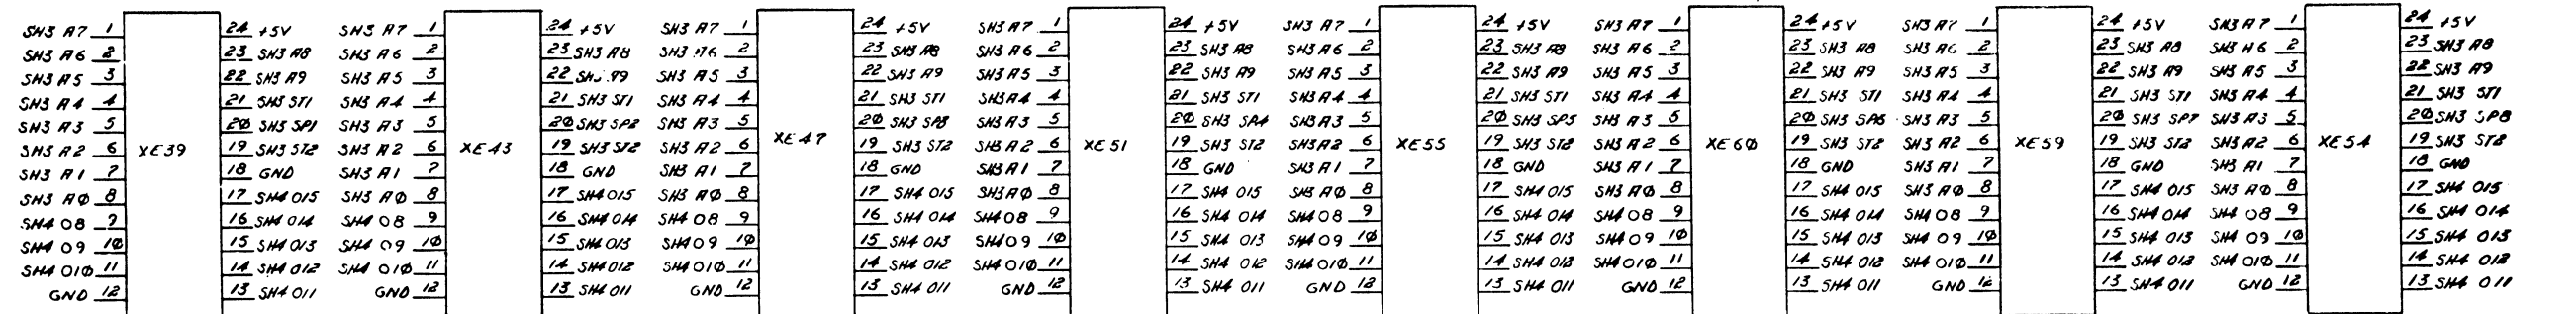 SH3 A7 1 24 +5V SH3 A7 1 24 +5V SH3 A7 1 24 +5V SH3 A7 1 24 +5V SH3 A7 1 24 +5V SH3 A7 1 24 +5V SH3 A7 1 24 +5V SH3 A7 1 24 +5V
SH3 A6 2 23 SH3 A8 SH3 A6 2 23 SH3 A8 SH3 A6 2 23 SH3 A8 SH3 A6 2 23 SH3 A8 SH3 A6 2 23 SH3 A8 SH3 A6 2 23 SH3 A8 SH3 A6 2 23 SH3 A8 SH3 A6 2 23 SH3 A8
SH3 A5 3 22 SH3 A9 SH3 A5 3 22 SH3 A9 SH3 A5 3 22 SH3 A9 SH3 A5 3 22 SH3 A9 SH3 A5 3 22 SH3 A9 SH3 A5 3 22 SH3 A9 SH3 A5 3 22 SH3 A9 SH3 A5 3 22 SH3 A9
SH3 A4 4 21 SH3 ST1 SH3 A4 4 21 SH3 ST1 SH3 A4 4 21 SH3 ST1 SH3 A4 4 21 SH3 ST1 SH3 A4 4 21 SH3 ST1 SH3 A4 4 21 SH3 ST1 SH3 A4 4 21 SH3 ST1 SH3 A4 4 21 SH3 ST1
SH3 A3 5 2Ø SH3 SP1 SH3 A3 5 2Ø SH3 SP2 SH3 A3 5 2Ø SH3 SP3 SH3 A3 5 2Ø SH3 SP4 SH3 A3 5 2Ø SH3 SP5 SH3 A3 5 2Ø SH3 SP6 SH3 A3 5 2Ø SH3 SP7 SH3 A3 5 2Ø SH3 SP8
SH3 A2 6 XE39 19 SH3 ST2 SH3 A2 6 XE43 19 SH3 ST2 SH3 A2 6 XE47 19 SH3 ST2 SH3 A2 6 XE51 19 SH3 ST2 SH3 A2 6 XE55 19 SH3 ST2 SH3 A2 6 XE6Ø 19 SH3 ST2 SH3 A2 6 XE59 19 SH3 ST2 SH3 A2 6 XE54 19 SH3 ST2
SH3 A1 7 18 GND SH3 A1 7 18 GND SH3 A1 7 18 GND SH3 A1 7 18 GND SH3 A1 7 18 GND SH3 A1 7 18 GND SH3 A1 7 18 GND SH3 A1 7 18 GND
SH3 AØ 8 17 SH4 O15 SH3 AØ 8 17 SH4 O15 SH3 AØ 8 17 SH4 O15 SH3 AØ 8 17 SH4 O15 SH3 AØ 8 17 SH4 O15 SH3 AØ 8 17 SH4 O15 SH3 AØ 8 17 SH4 O15 SH3 AØ 8 17 SH4 O15
SH4 O8 9 16 SH4 O14 SH4 O8 9 16 SH4 O14 SH4 O8 9 16 SH4 O14 SH4 O8 9 16 SH4 O14 SH4 O8 9 16 SH4 O14 SH4 O8 9 16 SH4 O14 SH4 O8 9 16 SH4 O14 SH4 O8 9 16 SH4 O14
SH4 O9 1Ø 15 SH4 O13 SH4 O9 1Ø 15 SH4 O13 SH4 O9 1Ø 15 SH4 O13 SH4 O9 1Ø 15 SH4 O13 SH4 O9 1Ø 15 SH4 O13 SH4 O9 1Ø 15 SH4 O13 SH4 O9 1Ø 15 SH4 O13 SH4 O9 1Ø 15 SH4 O13
SH4 O1Ø 11 14 SH4 O12 SH4 O1Ø 11 14 SH4 O12 SH4 O1Ø 11 14 SH4 O12 SH4 O1Ø 11 14 SH4 O12 SH4 O1Ø 11 14 SH4 O12 SH4 O1Ø 11 14 SH4 O12 SH4 O1Ø 11 14 SH4 O12 SH4 O1Ø 11 14 SH4 O12
GND 12 13 SH4 O11 GND 12 13 SH4 O11 GND 12 13 SH4 O11 GND 12 13 SH4 O11 GND 12 13 SH4 O11 GND 12 13 SH4 O11 GND 12 13 SH4 O11 GND 12 13 SH4 O11